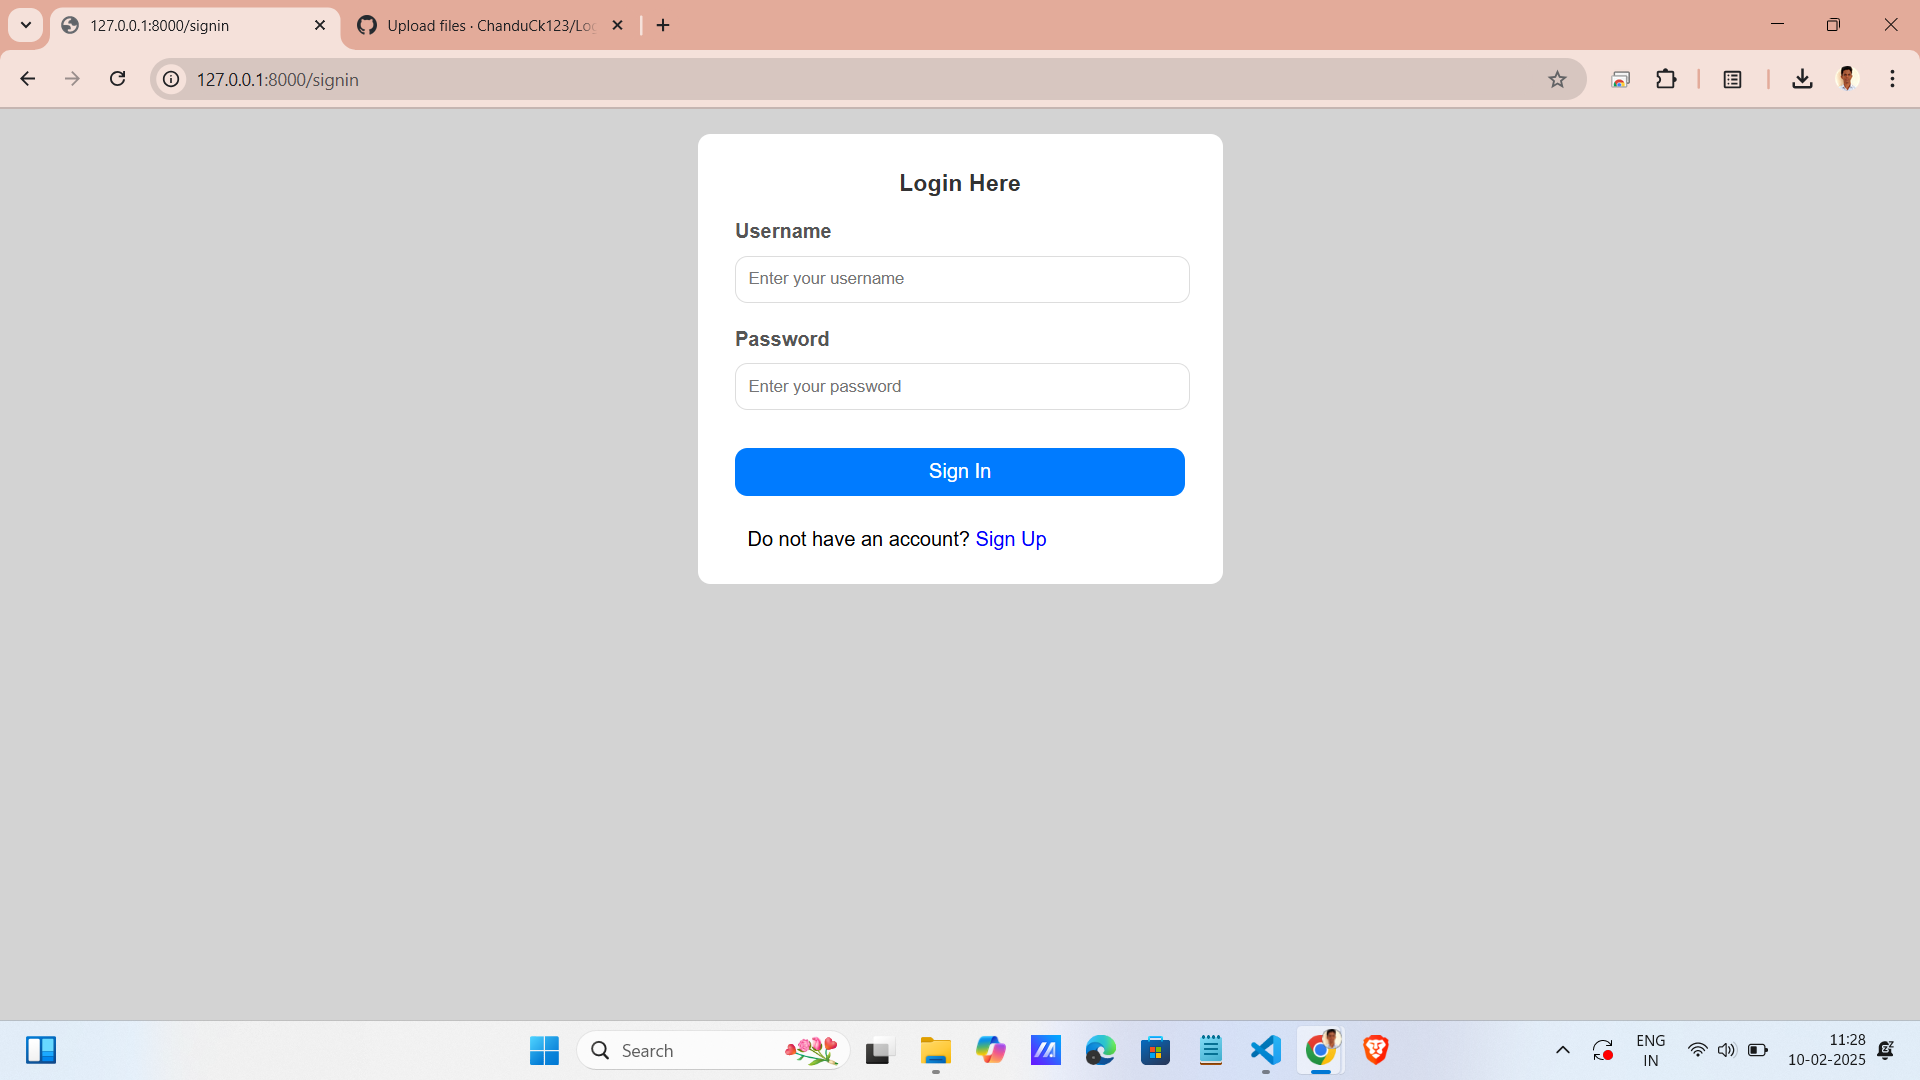 127.0.0.1:8000/signin
Upload files · ChanduCk123/Log
127.0.0.1:8000/signin
Login Here
Username
Enter your username
Password
Enter your password
Sign In
Do not have an account? Sign Up
Search
ENG
IN
11:28
10-02-2025